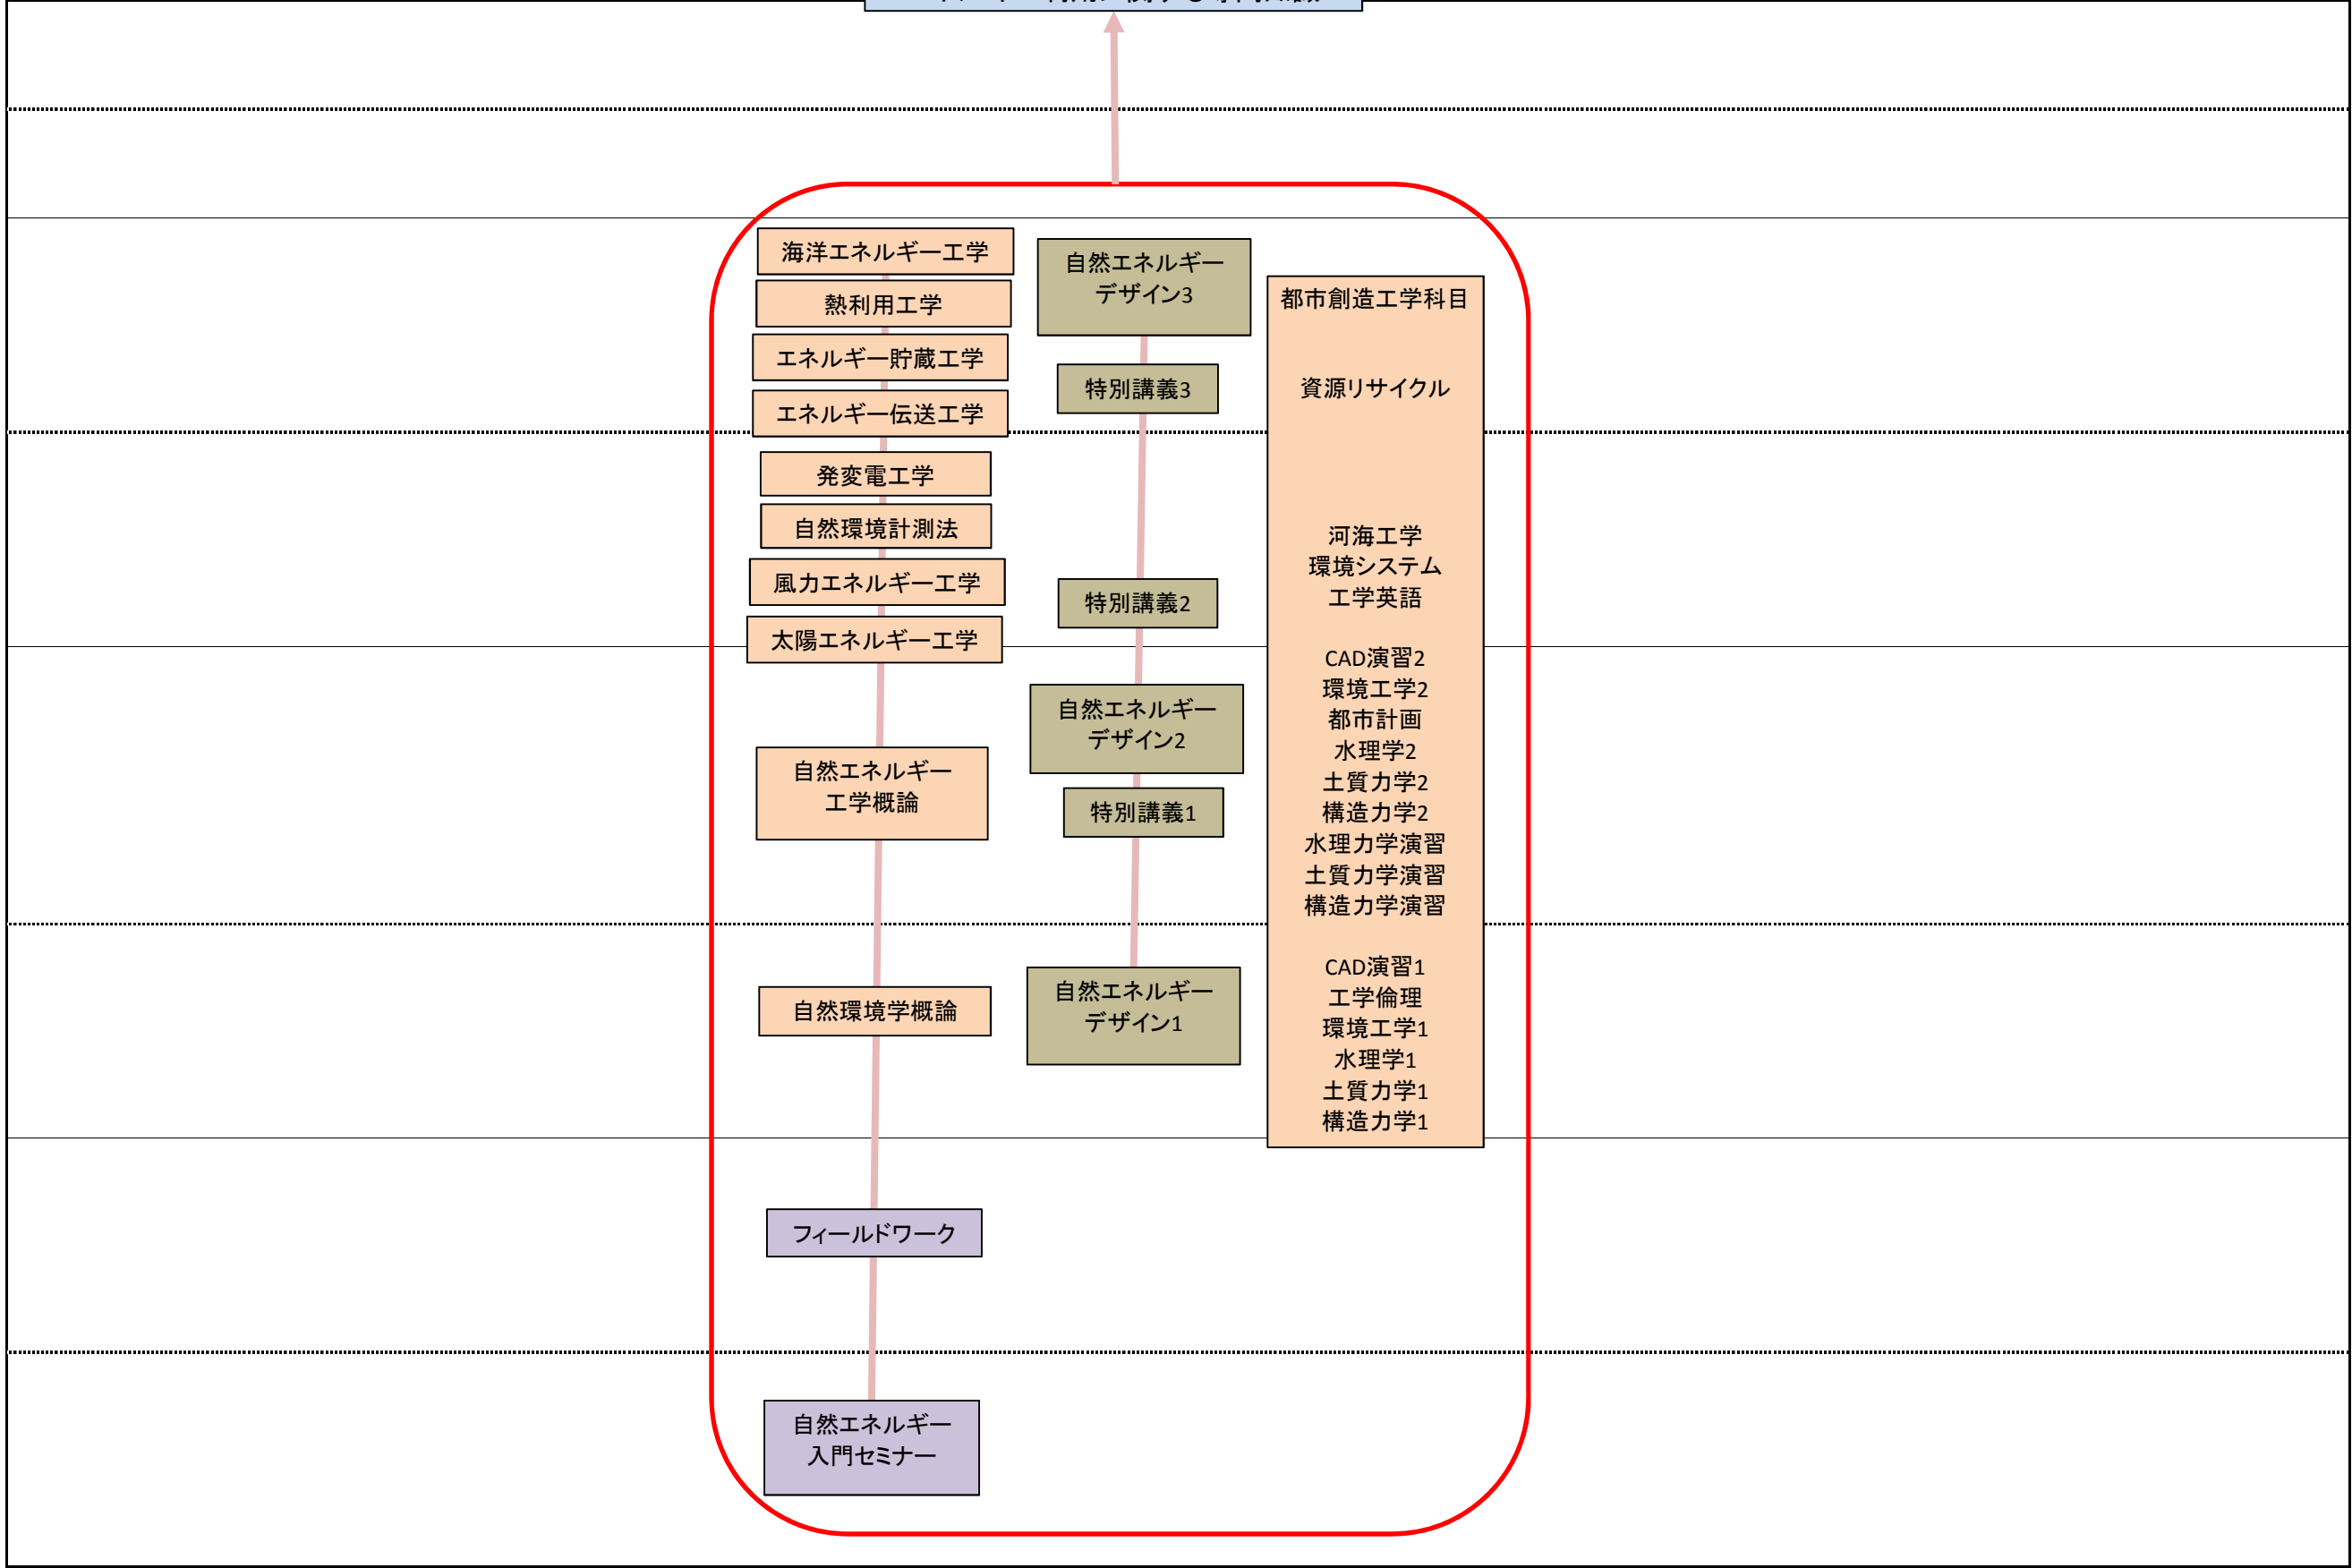 海洋エネルギー工学
熱利用工学
エネルギー貯蔵工学
エネルギー伝送工学
発変電工学
自然環境計測法
風力エネルギー工学
太陽エネルギー工学
自然エネルギー
工学概論
自然環境学概論
フィールドワーク
自然エネルギー
入門セミナー
自然エネルギー
デザイン3
特別講義3
特別講義2
自然エネルギー
デザイン2
特別講義1
自然エネルギー
デザイン1
都市創造工学科目
資源リサイクル
河海工学
環境システム
工学英語
CAD演習2
環境工学2
都市計画
水理学2
土質力学2
構造力学2
水理力学演習
土質力学演習
構造力学演習
CAD演習1
工学倫理
環境工学1
水理学1
土質力学1
構造力学1